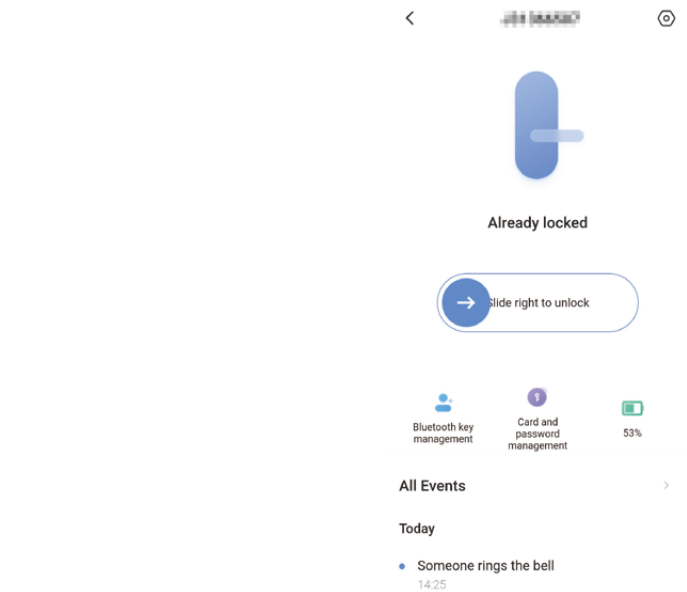 Already locked
Slide right to unlock
Bluetooth key
management
Card and
password
management
53%
All Events
Today
Someone rings the bell
14:25